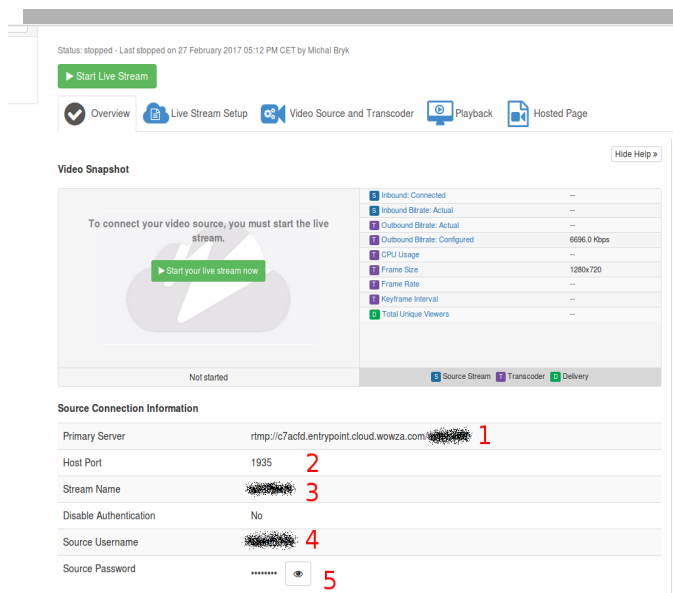 Status: stopped - Last stopped on 27 February 2017 05:12 PM CET by Michal Bryk
Start Live Stream
Overview Live Stream Setup Video Source and Transcoder Playback Hosted Page
Hide Help »
Video Snapshot
To connect your video source, you must start the live
stream.
Start your live stream now
Not started
S Inbound: Connected --
S Inbound Bitrate: Actual --
T Outbound Bitrate: Actual --
T Outbound Bitrate: Configured 6696.0 Kbps
T CPU Usage --
T Frame Size 1280x720
T Frame Rate --
T Keyframe Interval --
D Total Unique Viewers --
S Source Stream T Transcoder D Delivery
Source Connection Information
Primary Server rtmp://c7acfd.entrypoint.cloud.wowza.com/ 1
Host Port 1935 2
Stream Name 3
Disable Authentication No
Source Username 4
Source Password •••••••• 5